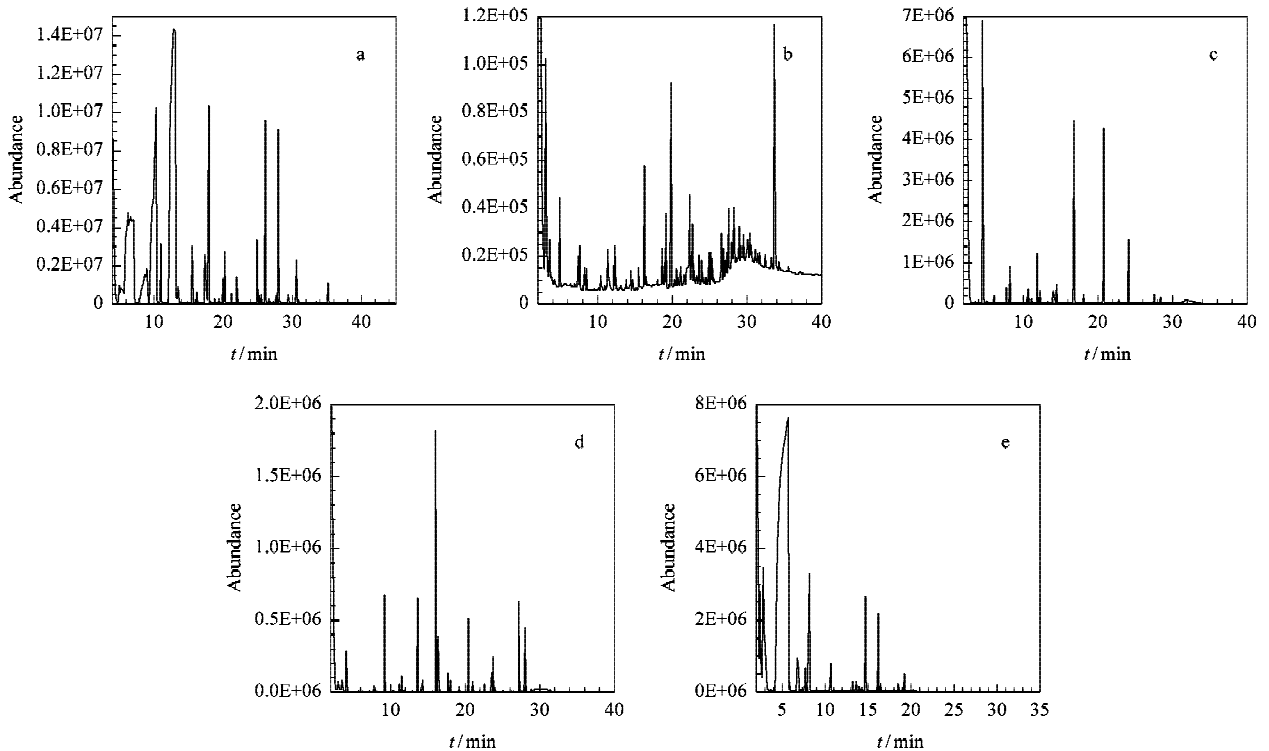 1.4E+07
1.2E+07
1.0E+07
0.8E+07
0.6E+07
0.4E+07
0.2E+07
0
Abundance
a
10 20 30 40
t/min
1.2E+05
1.0E+05
0.8E+05
0.6E+05
0.4E+05
0.2E+05
0
Abundance
b
10 20 30 40
t/min
7E+06
6E+06
5E+06
4E+06
3E+06
2E+06
1E+06
0
Abundance
c
10 20 30 40
t/min
2.0E+06
1.5E+06
1.0E+06
0.5E+06
0.0E+06
Abundance
d
10 20 30 40
t/min
8E+06
6E+06
4E+06
2E+06
0E+06
Abundance
e
5 10 15 20 25 30 35
t/min